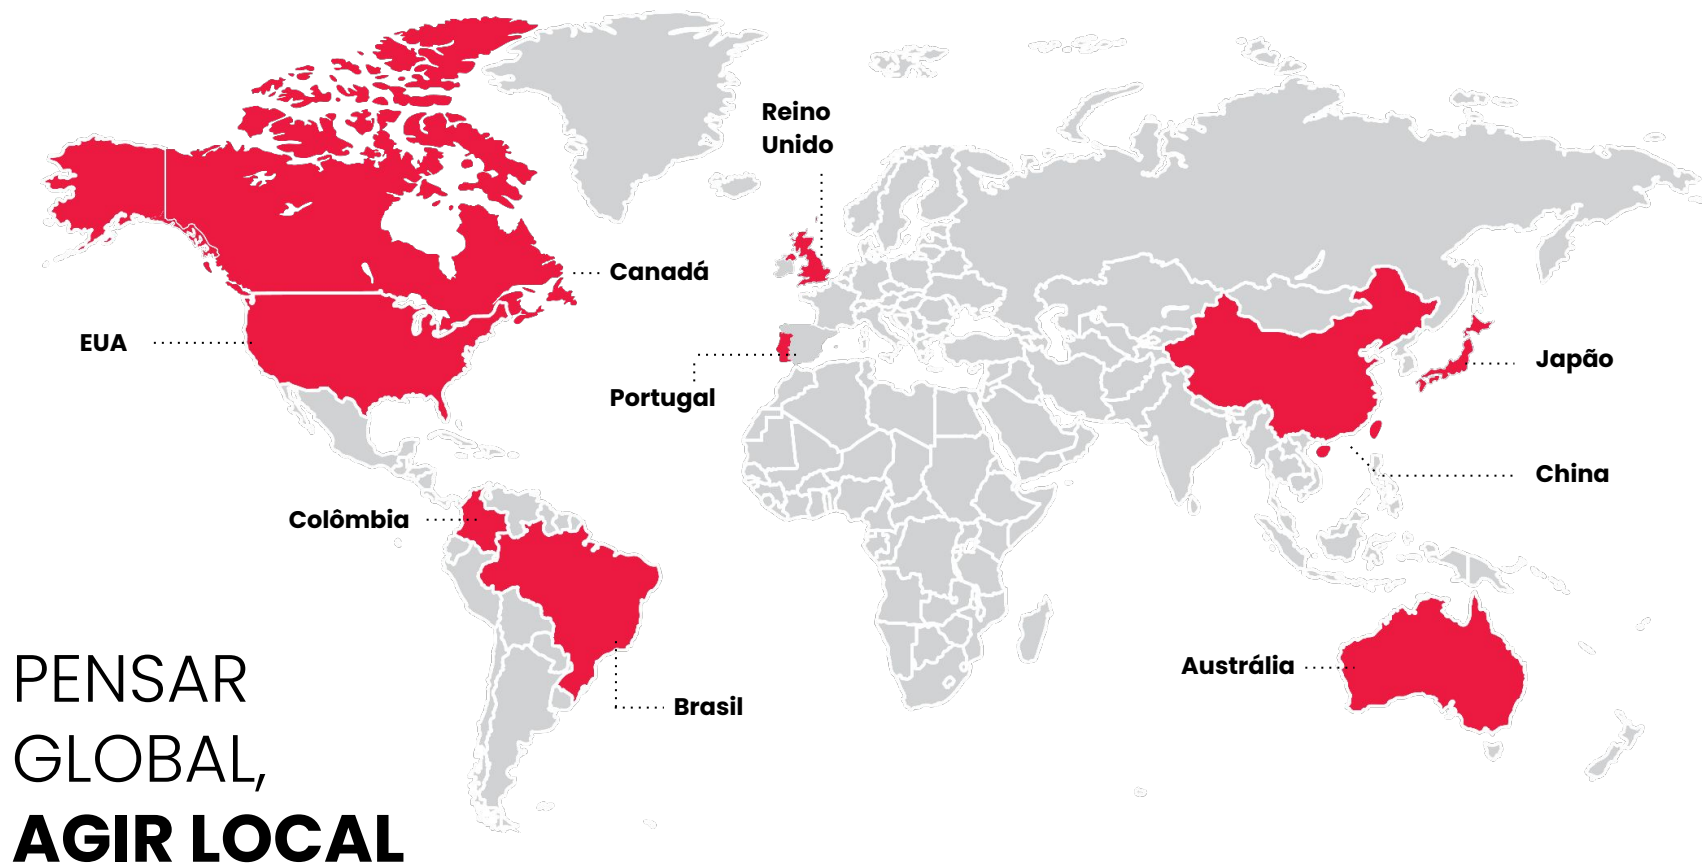 Reino
Unido
Canadá
EUA
Portugal
Japão
China
Colômbia
Austrália
Brasil
PENSAR
GLOBAL,
AGIR LOCAL